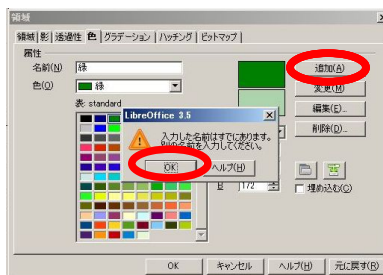 領域
領域 影 透過性 色 グラデーション ハッチング ビットマップ
属性
名前(N) 緑 追加(A)
変更(M)
色(O) 緑
編集(E)...
表: standard
LibreOffice 3.5
削除(D)...
入力した名前はすでにあります。
別の名前を入力してください。
OK ヘルプ(H)
B 172 埋め込む(C)
OK キャンセル ヘルプ(H) 元に戻す(R)